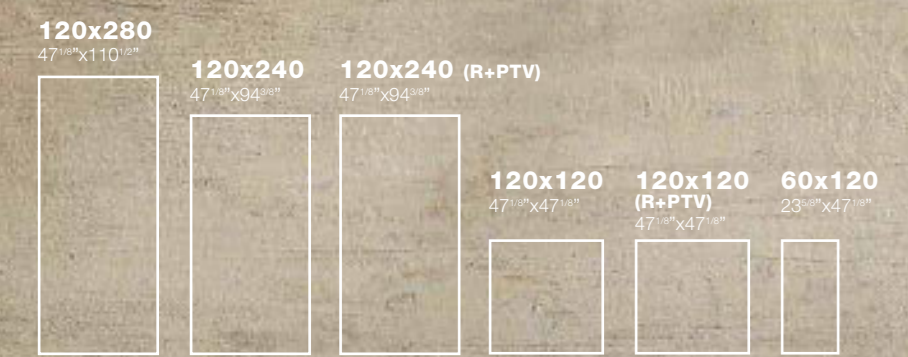 120x280
47 1/8"x110 1/2"
120x240
47 1/8"x94 3/8"
120x240 (R+PTV)
47 1/8"x94 3/8"
120x120
47 1/8"x47 1/8"
120x120
(R+PTV)
47 1/8"x47 1/8"
60x120
23 5/8"x47 1/8"